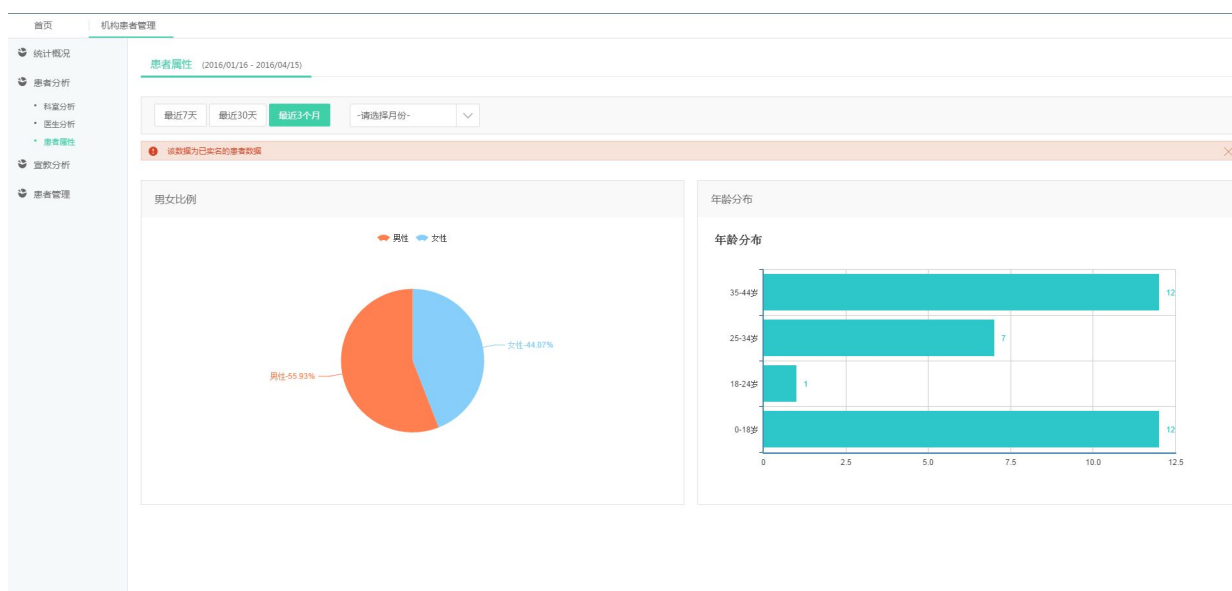 首页 机构患者管理
统计概况
患者分析
• 科室分析
• 医生分析
• 患者属性
宣教分析
患者管理
患者属性 (2016/01/16 - 2016/04/15)
最近7天 最近30天 最近3个月 -请选择月份-
该数据为已实名的患者数据
男女比例
男性 女性
女性-44.07%
男性-55.93%
年龄分布
年龄分布
35-44岁 12
25-34岁 7
18-24岁 1
0-18岁 12
0 2.5 5.0 7.5 10.0 12.5